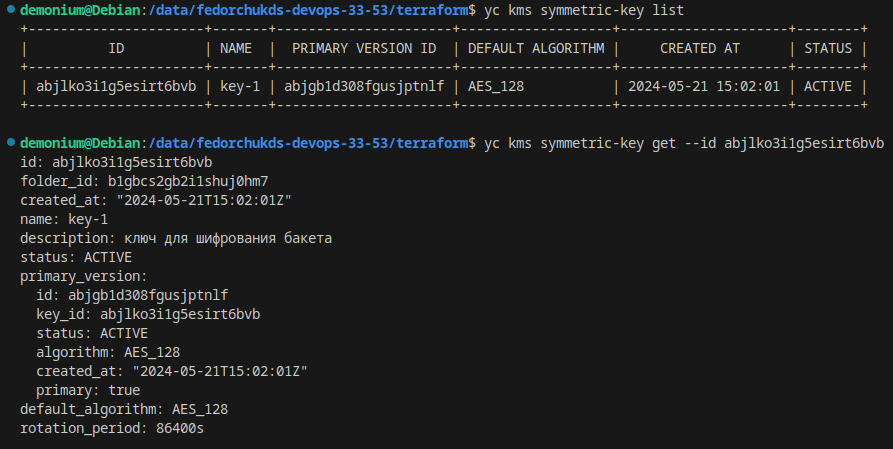 demonium@Debian:/data/fedorchukds-devops-33-53/terraform$ yc kms symmetric-key list
+----------------------+-------+----------------------+-------------------+---------------------+--------+
| ID | NAME | PRIMARY VERSION ID | DEFAULT ALGORITHM | CREATED AT | STATUS |
+----------------------+-------+----------------------+-------------------+---------------------+--------+
| abjlko3i1g5esirt6bvb | key-1 | abjgb1d308fgusjptnlf | AES_128 | 2024-05-21 15:02:01 | ACTIVE |
+----------------------+-------+----------------------+-------------------+---------------------+--------+
demonium@Debian:/data/fedorchukds-devops-33-53/terraform$ yc kms symmetric-key get --id abjlko3i1g5esirt6bvb
id: abjlko3i1g5esirt6bvb
folder_id: b1gbcs2gb2i1shuj0hm7
created_at: "2024-05-21T15:02:01Z"
name: key-1
description: ключ для шифрования бакета
status: ACTIVE
primary_version:
  id: abjgb1d308fgusjptnlf
  key_id: abjlko3i1g5esirt6bvb
  status: ACTIVE
  algorithm: AES_128
  created_at: "2024-05-21T15:02:01Z"
  primary: true
default_algorithm: AES_128
rotation_period: 86400s